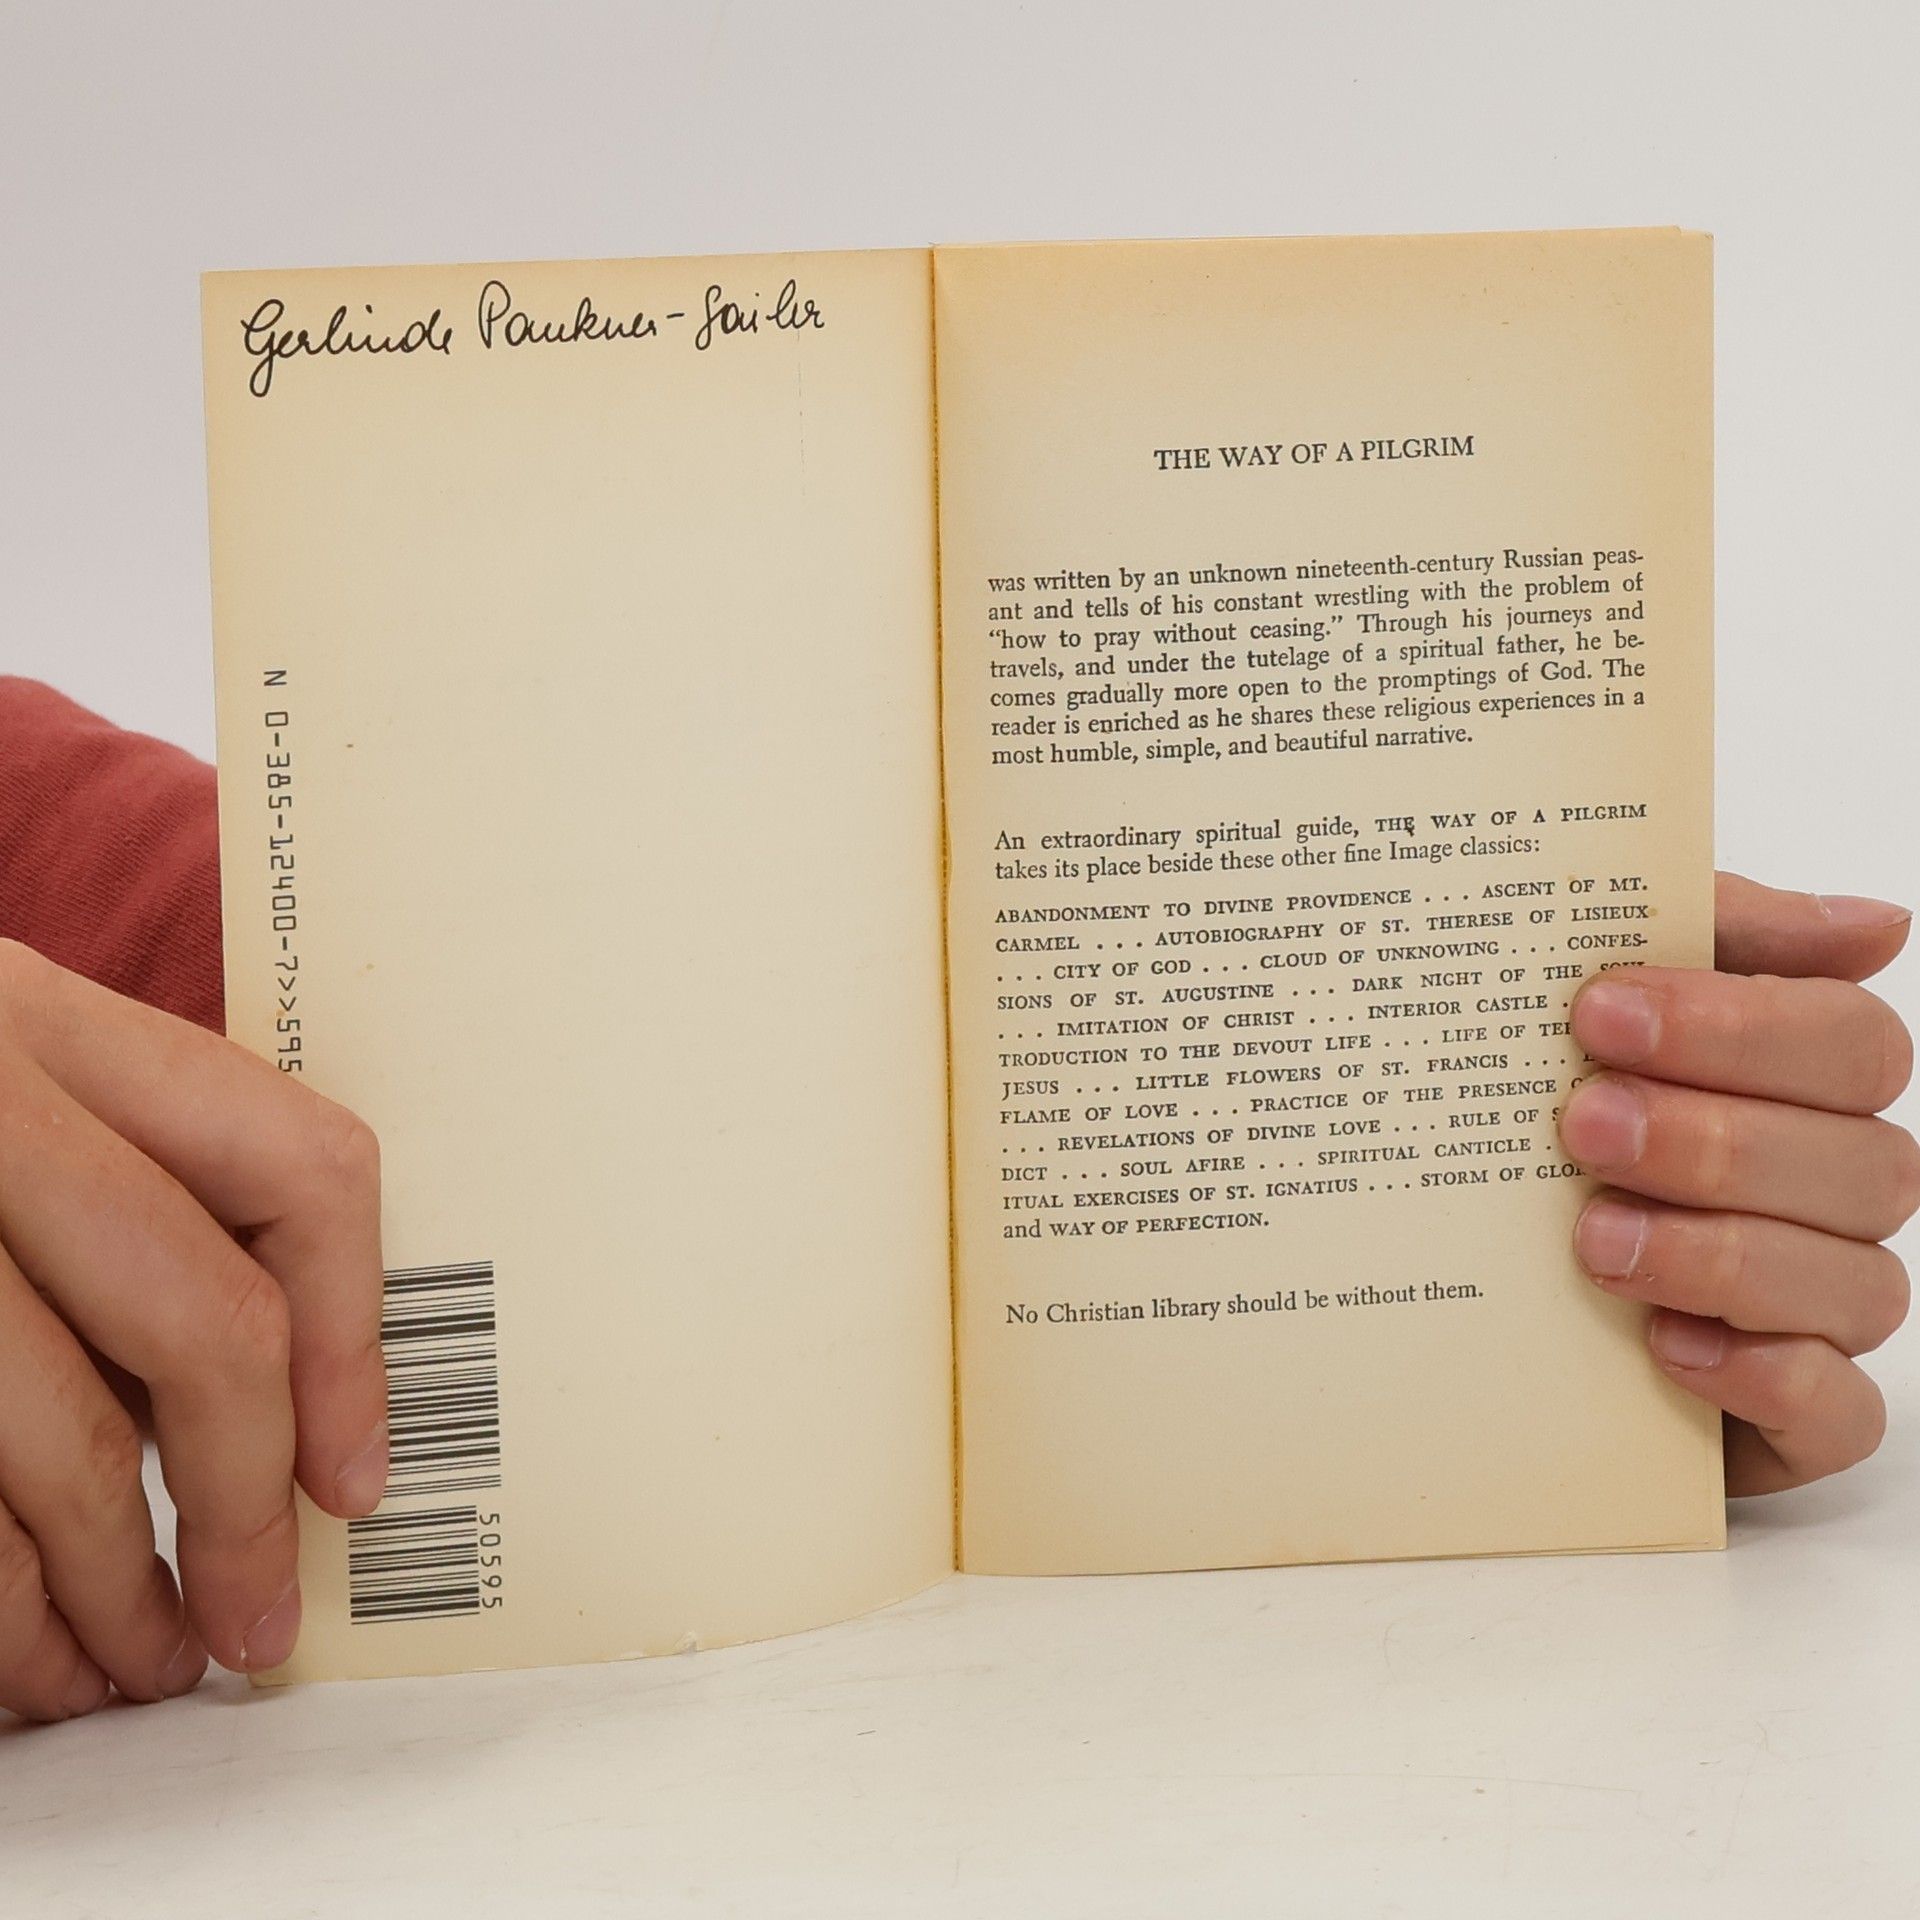 Gerlinde Paukner-Sailer
N 0-385-12400-7>>595
50595
THE WAY OF A PILGRIM
was written by an unknown nineteenth-century Russian peas-
ant and tells of his constant wrestling with the problem of
“how to pray without ceasing.” Through his journeys and
travels, and under the tutelage of a spiritual father, he be-
comes gradually more open to the promptings of God. The
reader is enriched as he shares these religious experiences in a
most humble, simple, and beautiful narrative.
An extraordinary spiritual guide, THE WAY OF A PILGRIM
takes its place beside these other fine Image classics:
ABANDONMENT TO DIVINE PROVIDENCE . . . ASCENT OF MT.
CARMEL . . . AUTOBIOGRAPHY OF ST. THERESE OF LISIEUX
. . . CITY OF GOD . . . CLOUD OF UNKNOWING . . . CONFES-
SIONS OF ST. AUGUSTINE . . . DARK NIGHT OF THE SOUL
. . . IMITATION OF CHRIST . . . INTERIOR CASTLE .
TRODUCTION TO THE DEVOUT LIFE . . . LIFE OF
JESUS . . . LITTLE FLOWERS OF ST. FRANCIS . . .
FLAME OF LOVE . . . PRACTICE OF THE PRESENCE
. . . REVELATIONS OF DIVINE LOVE . . . RULE OF
DICT . . . SOUL AFIRE . . . SPIRITUAL CANTICLE .
ITUAL EXERCISES OF ST. IGNATIUS . . . STORM OF
and WAY OF PERFECTION.
No Christian library should be without them.